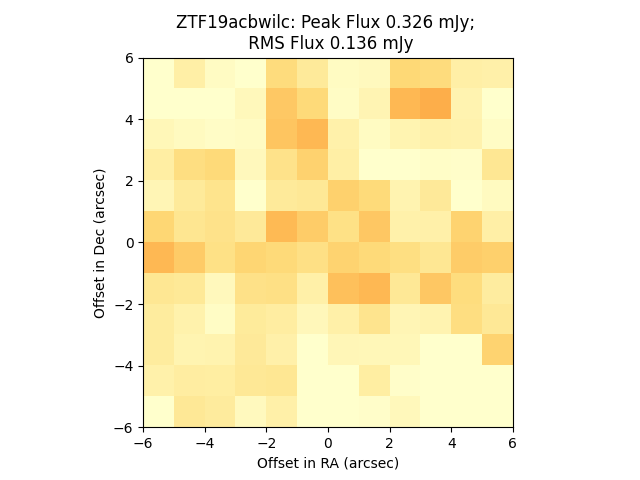 ZTF19acbwilc: Peak Flux 0.326 mJy;
RMS Flux 0.136 mJy
6
4
2
0
−2
−4
−6
Offset in Dec (arcsec)
−6 −4 −2 0 2 4 6
Offset in RA (arcsec)